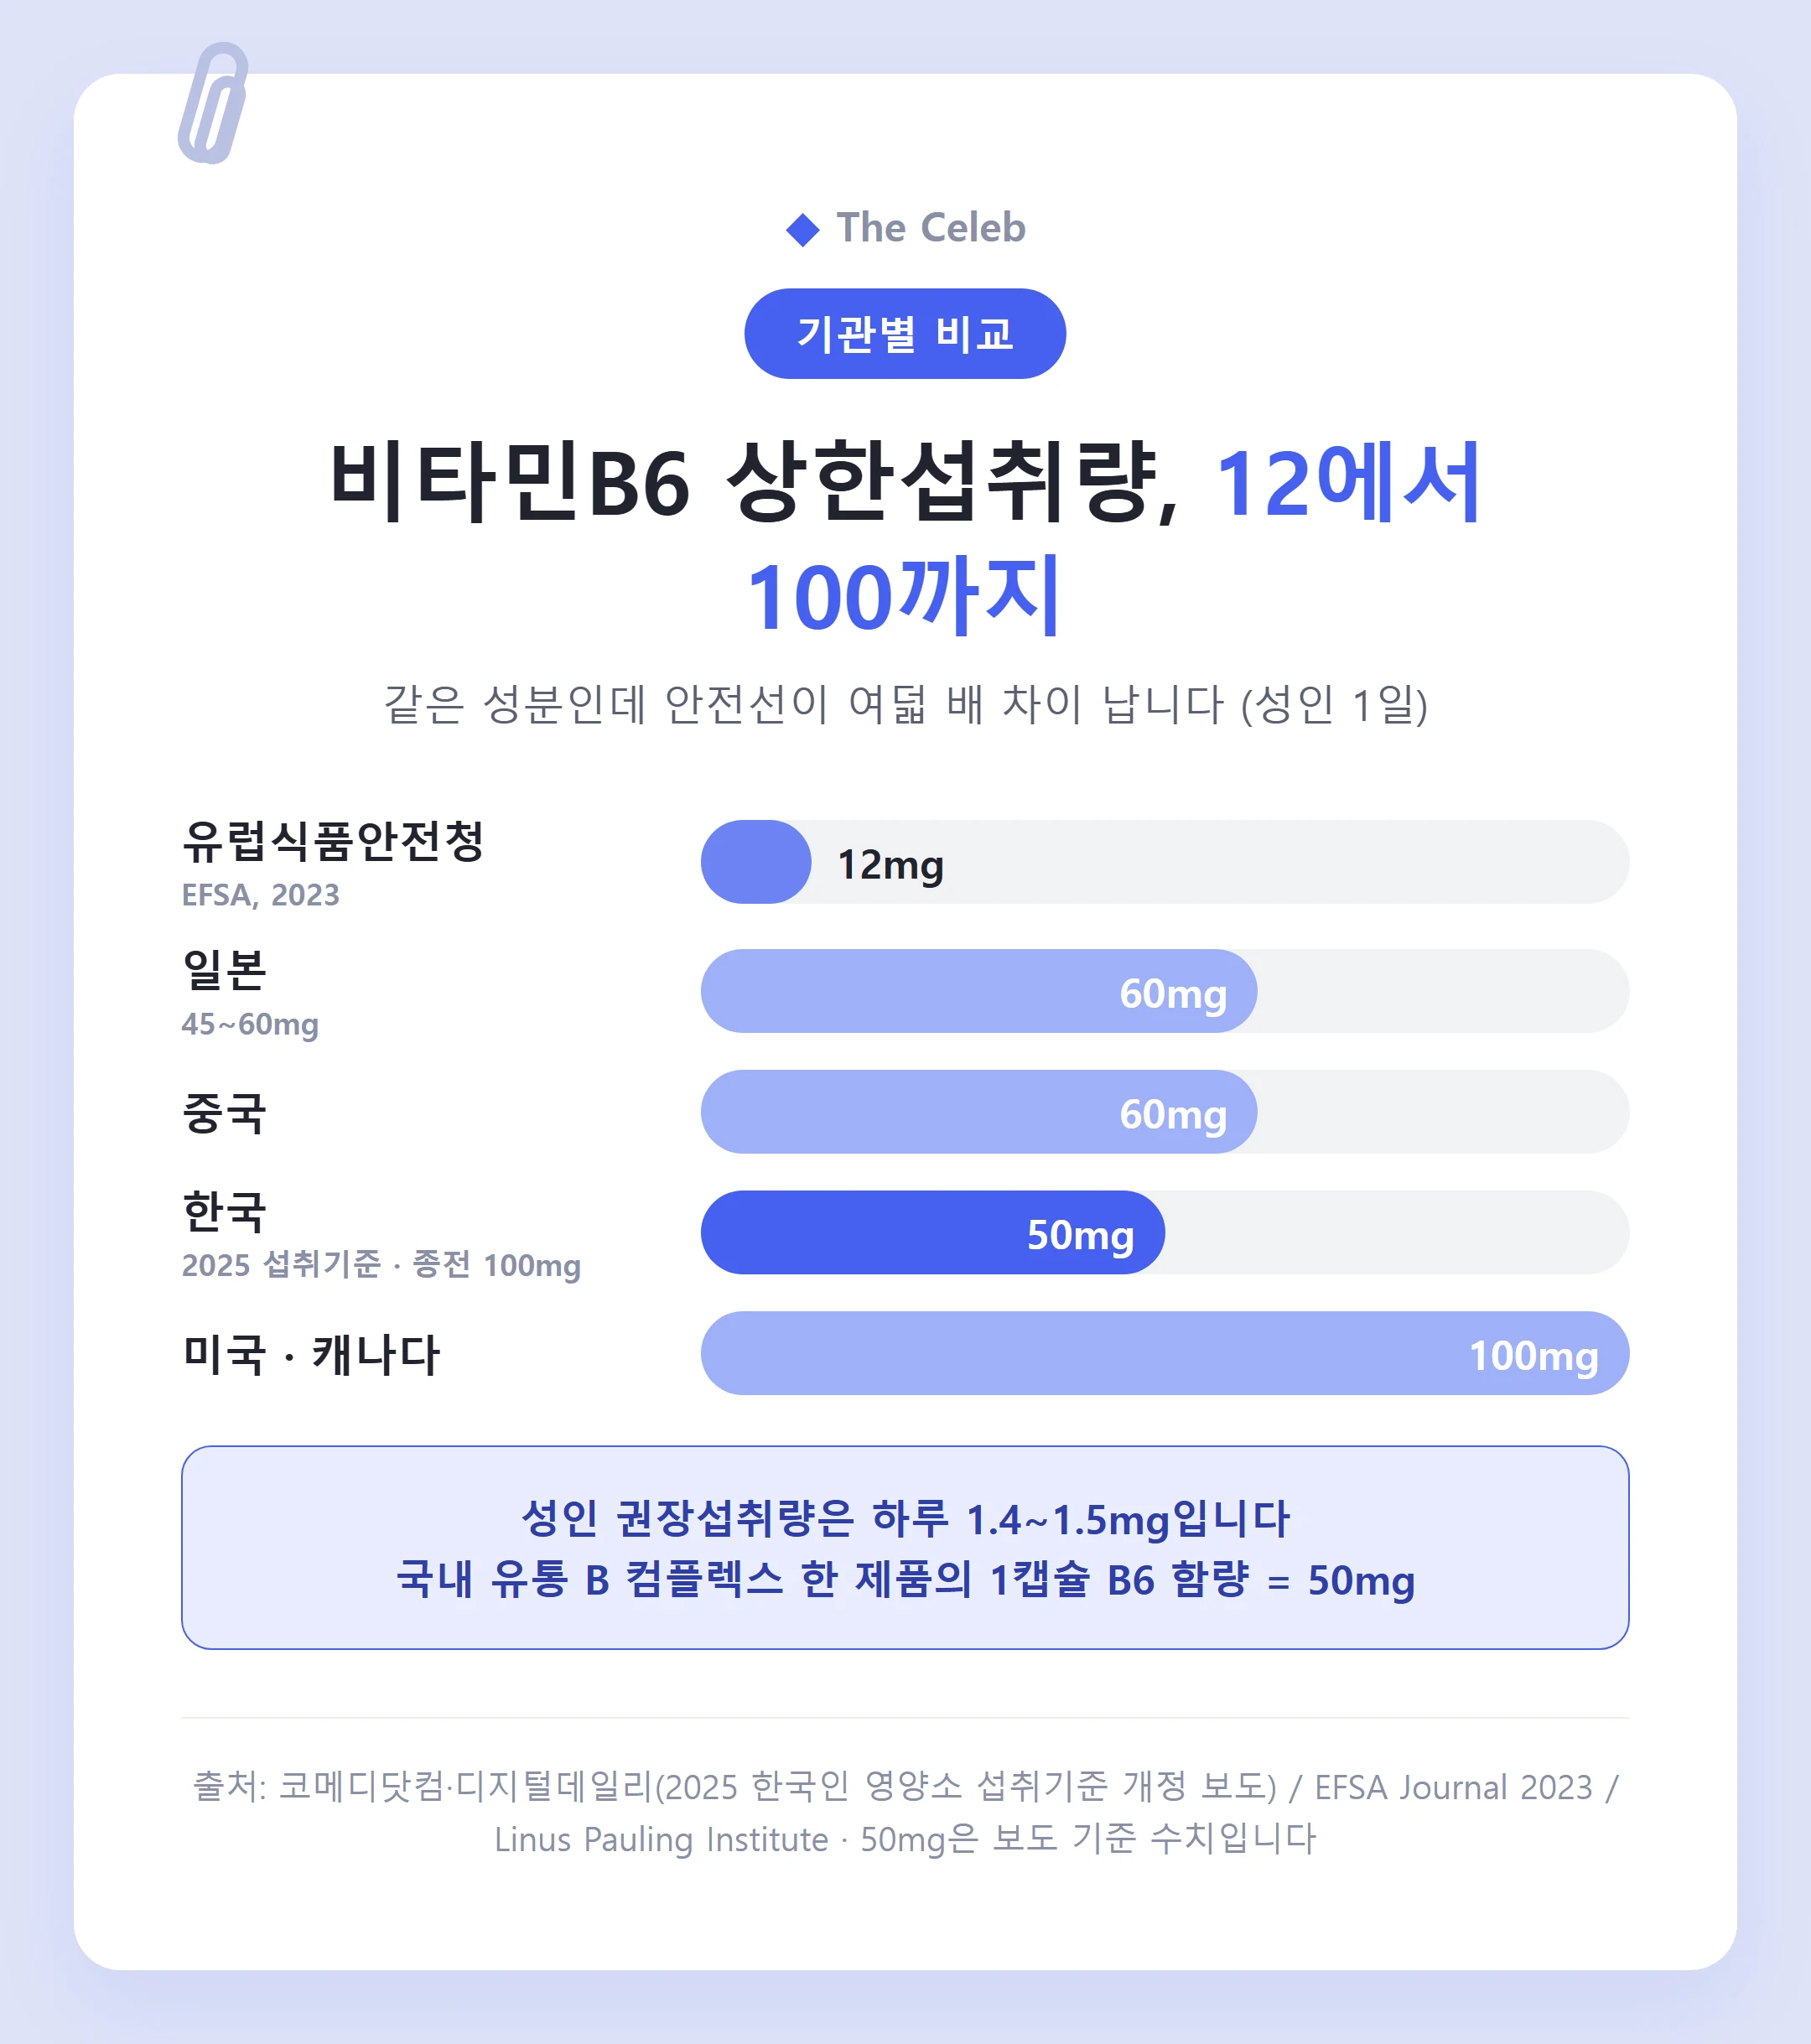 The Celeb
기관별 비교
비타민B6 상한섭취량, 12에서
100까지
같은 성분인데 안전선이 여덟 배 차이 납니다 (성인 1일)
유럽식품안전청
EFSA, 2023
12mg
일본
45~60mg
60mg
중국
60mg
한국
2025 섭취기준 · 종전 100mg
50mg
미국 · 캐나다
100mg
성인 권장섭취량은 하루 1.4~1.5mg입니다
국내 유통 B 컴플렉스 한 제품의 1캡슐 B6 함량 = 50mg
출처: 코메디닷컴·디지털데일리(2025 한국인 영양소 섭취기준 개정 보도) / EFSA Journal 2023 /
Linus Pauling Institute · 50mg은 보도 기준 수치입니다